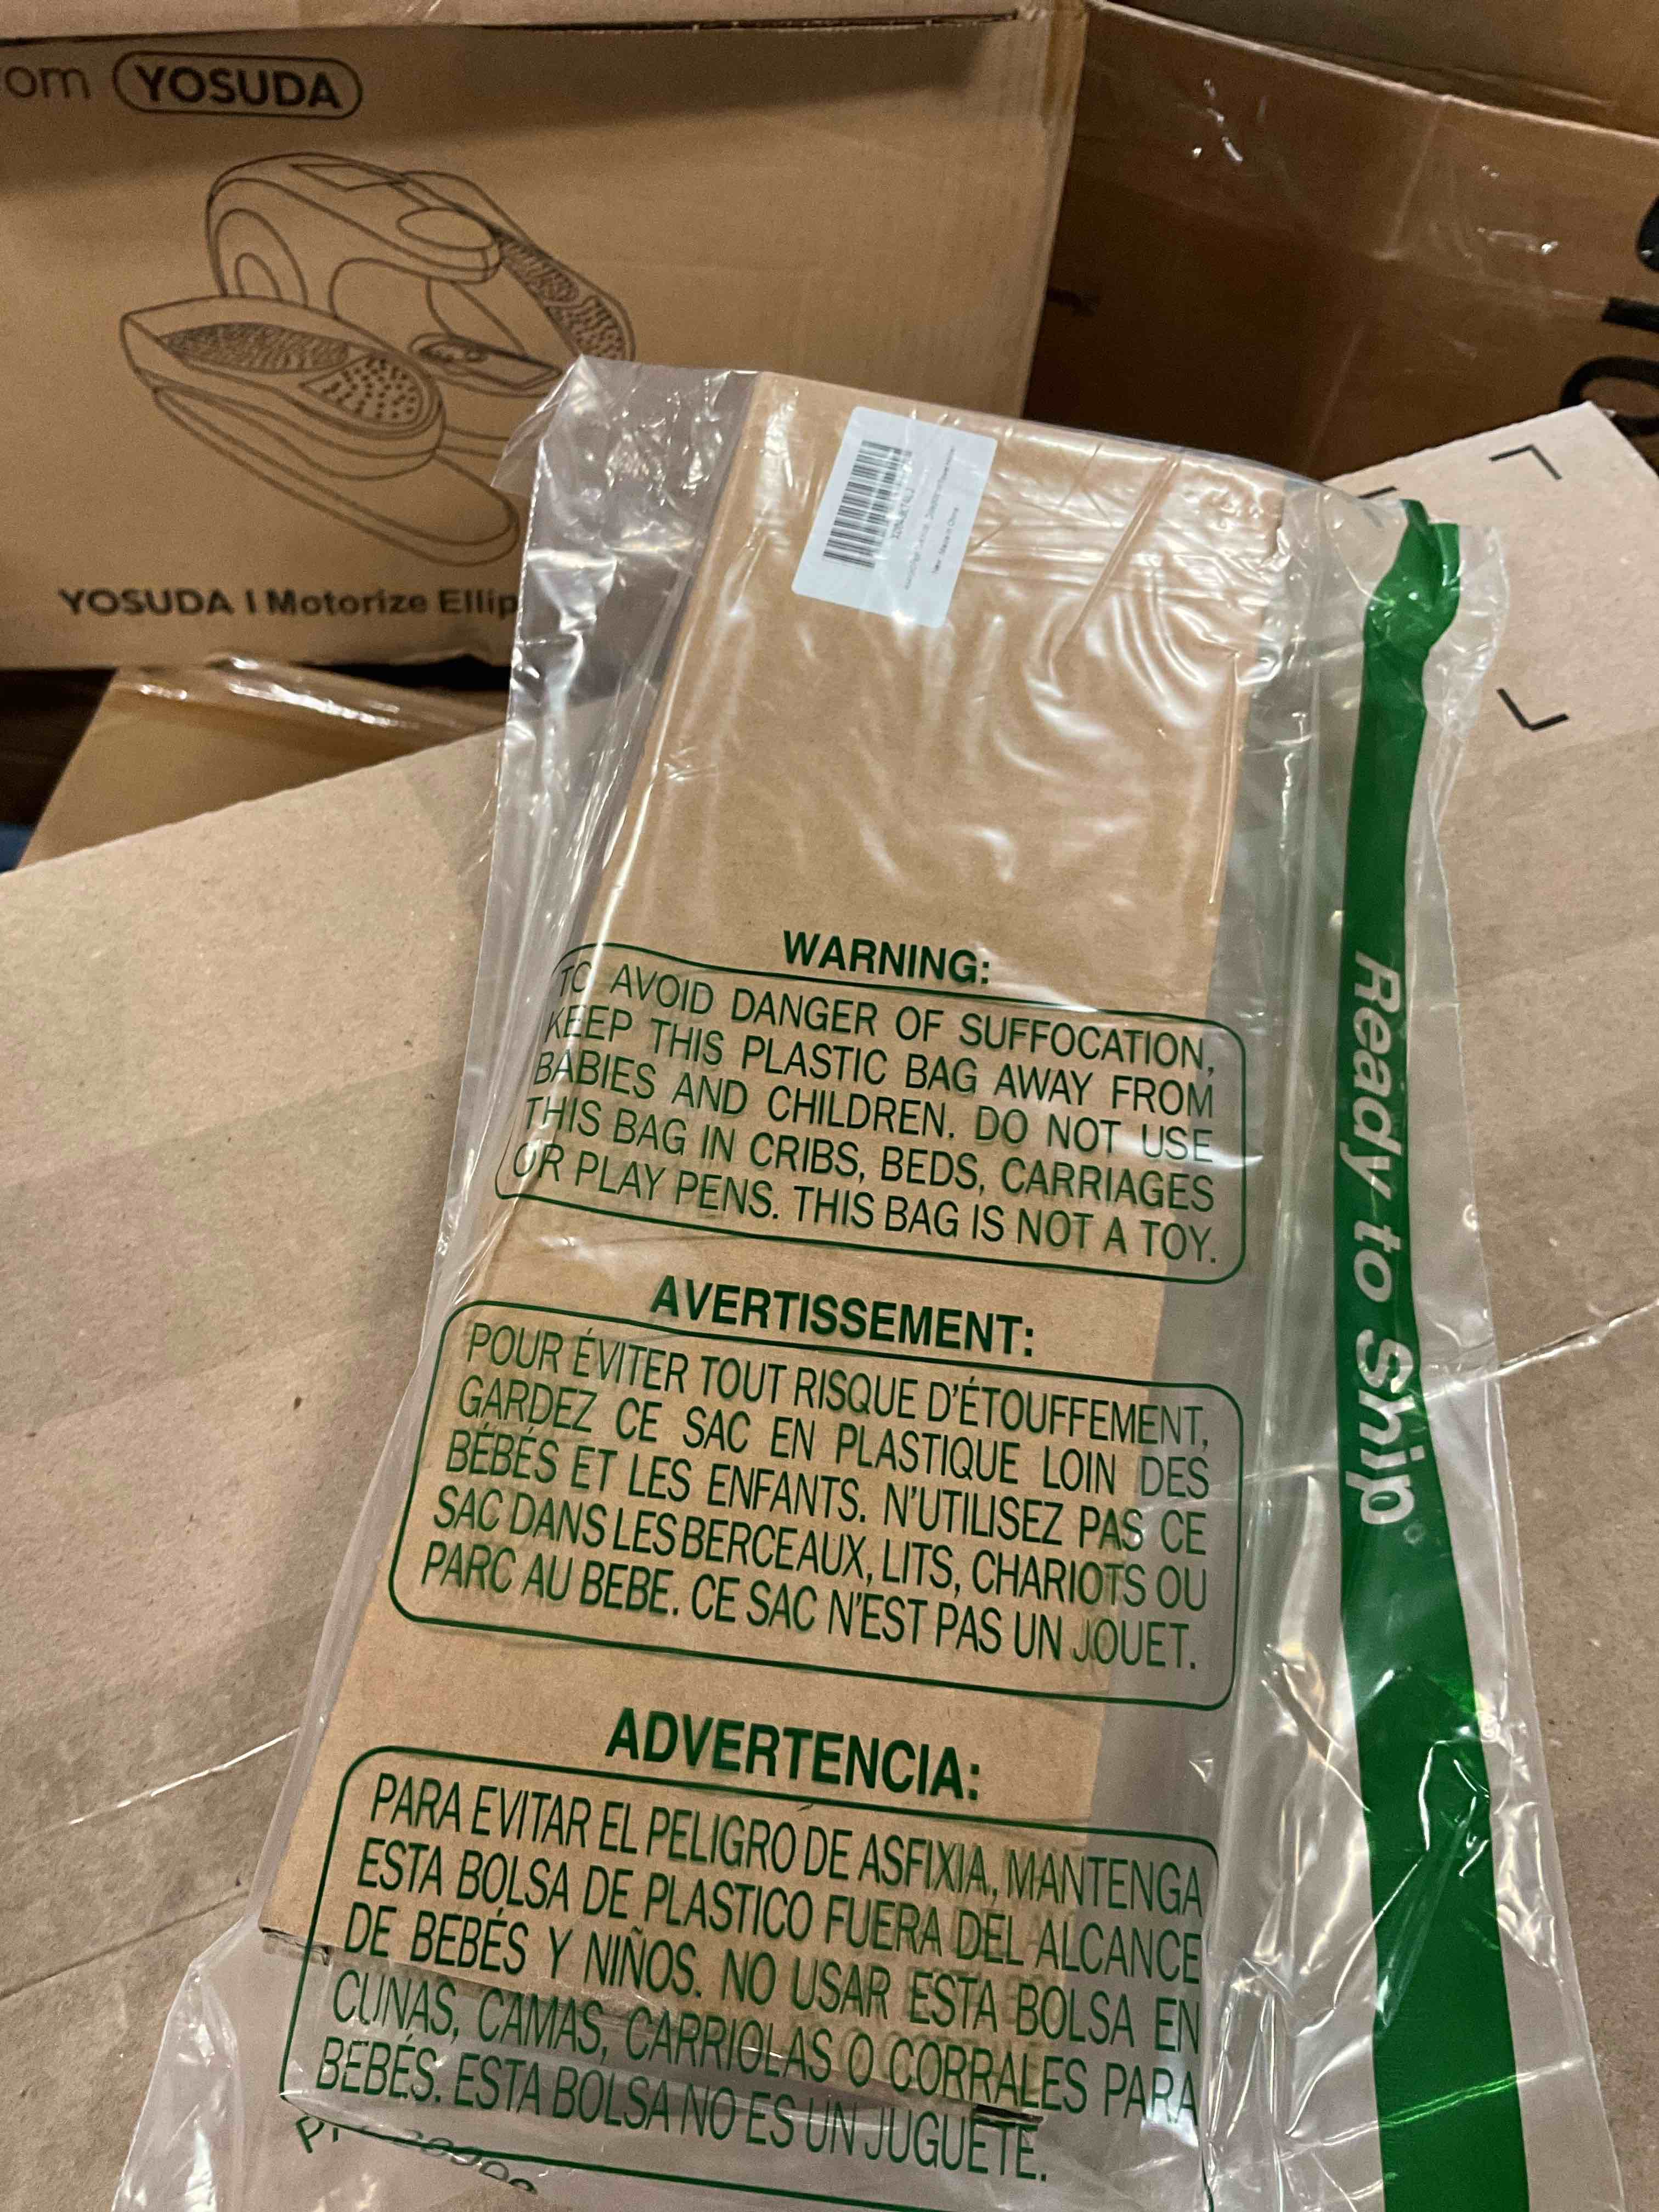 om YOSUDA
YOSUDA | Motorize Ellip
Made in China
WARNING:
TO AVOID DANGER OF SUFFOCATION,
KEEP THIS PLASTIC BAG AWAY FROM
BABIES AND CHILDREN. DO NOT USE
THIS BAG IN CRIBS, BEDS, CARRIAGES
OR PLAY PENS. THIS BAG IS NOT A TOY.
AVERTISSEMENT:
POUR ÉVITER TOUT RISQUE D'ÉTOUFFEMENT,
GARDEZ CE SAC EN PLASTIQUE LOIN DES
BÉBÉS ET LES ENFANTS. N'UTILISEZ PAS CE
SAC DANS LES BERCEAUX, LITS, CHARIOTS OU
PARC AU BEBE. CE SAC N'EST PAS UN JOUET.
ADVERTENCIA:
PARA EVITAR EL PELIGRO DE ASFIXIA, MANTENGA
ESTA BOLSA DE PLASTICO FUERA DEL ALCANCE
DE BEBÉS Y NIÑOS. NO USAR ESTA BOLSA EN
CUNAS, CAMAS, CARRIOLAS O CORRALES PARA
BEBÉS. ESTA BOLSA NO ES UN JUGUETE.
Ready to Ship